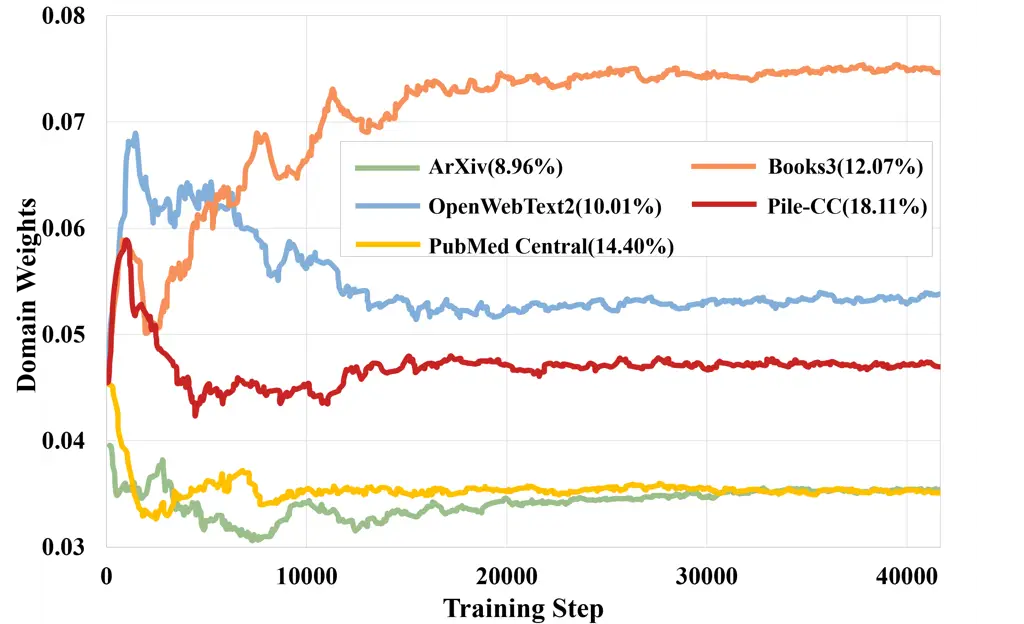 0.08
0.07
0.06
0.05
0.04
0.03
Domain Weights
ArXiv(8.96%)
Books3(12.07%)
OpenWebText2(10.01%)
Pile-CC(18.11%)
PubMed Central(14.40%)
0
10000
20000
30000
40000
Training Step